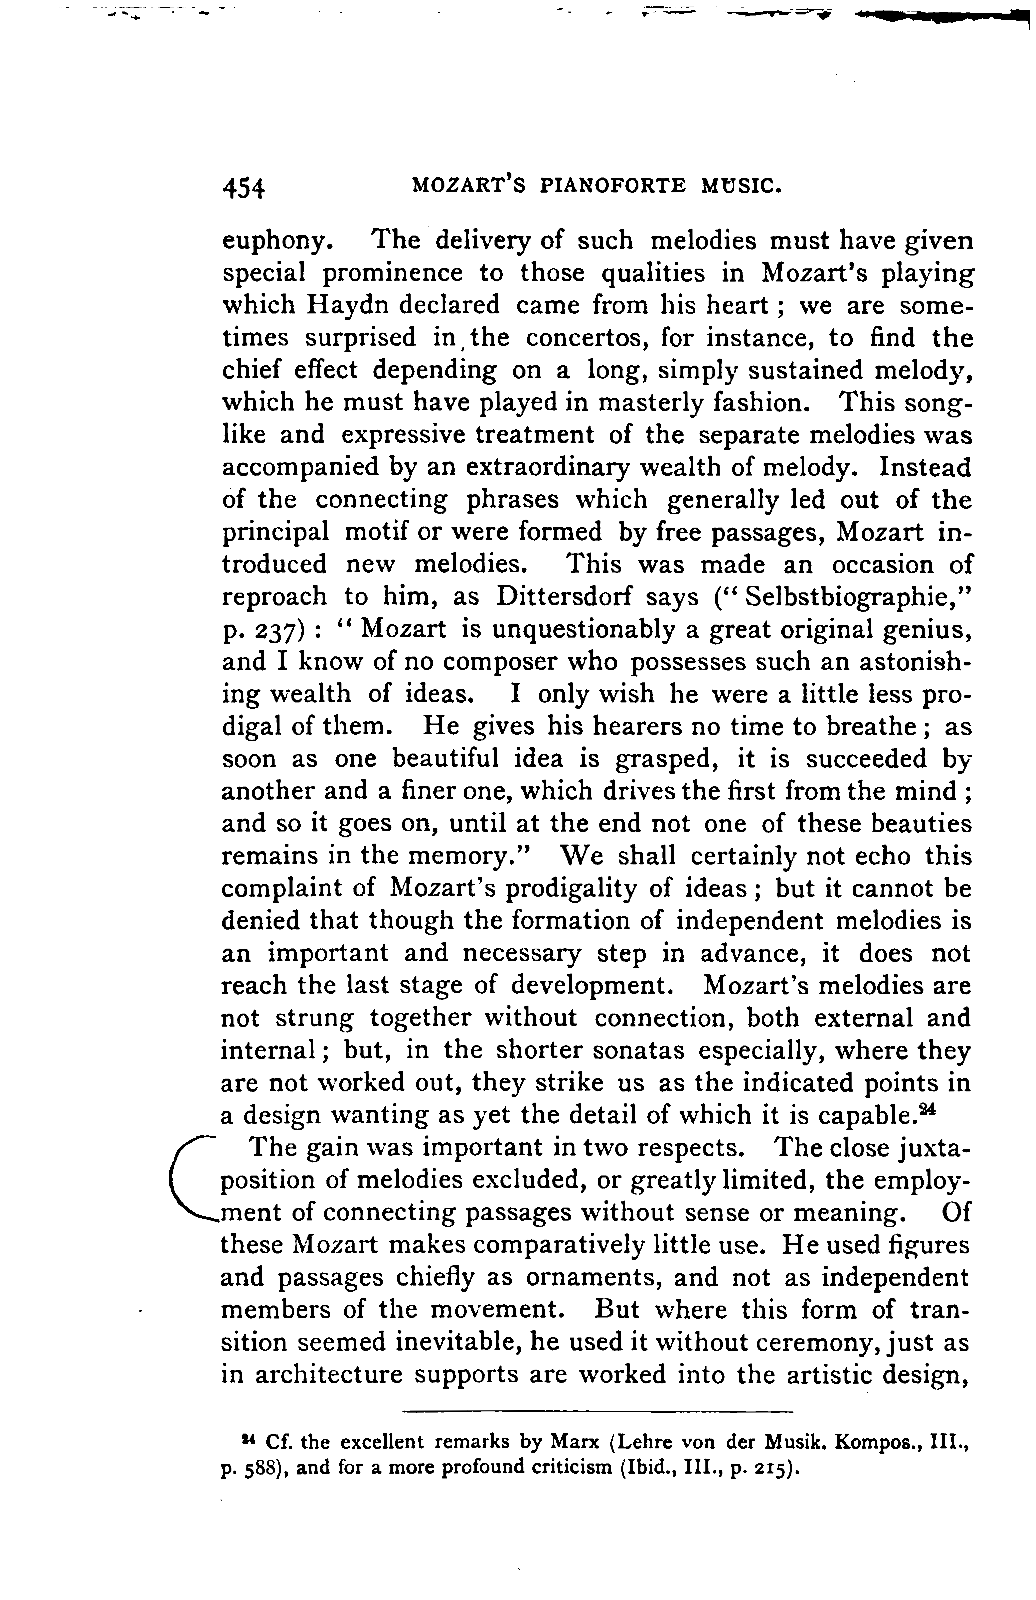 454 MOZART'S PIANOFORTE MUSIC.
euphony. The delivery of such melodies must have given
special prominence to those qualities in Mozart's playing
which Haydn declared came from his heart ; we are some-
times surprised in the concertos, for instance, to find the
chief effect depending on a long, simply sustained melody,
which he must have played in masterly fashion. This song-
like and expressive treatment of the separate melodies was
accompanied by an extraordinary wealth of melody. Instead
of the connecting phrases which generally led out of the
principal motif or were formed by free passages, Mozart in-
troduced new melodies. This was made an occasion of
reproach to him, as Dittersdorf says (" Selbstbiographie,"
p. 237) : " Mozart is unquestionably a great original genius,
and I know of no composer who possesses such an astonish-
ing wealth of ideas. I only wish he were a little less pro-
digal of them. He gives his hearers no time to breathe ; as
soon as one beautiful idea is grasped, it is succeeded by
another and a finer one, which drives the first from the mind ;
and so it goes on, until at the end not one of these beauties
remains in the memory." We shall certainly not echo this
complaint of Mozart's prodigality of ideas ; but it cannot be
denied that though the formation of independent melodies is
an important and necessary step in advance, it does not
reach the last stage of development. Mozart's melodies are
not strung together without connection, both external and
internal ; but, in the shorter sonatas especially, where they
are not worked out, they strike us as the indicated points in
a design wanting as yet the detail of which it is capable.²⁴
The gain was important in two respects. The close juxta-
position of melodies excluded, or greatly limited, the employ-
ment of connecting passages without sense or meaning. Of
these Mozart makes comparatively little use. He used figures
and passages chiefly as ornaments, and not as independent
members of the movement. But where this form of tran-
sition seemed inevitable, he used it without ceremony, just as
in architecture supports are worked into the artistic design,
²⁴ Cf. the excellent remarks by Marx (Lehre von der Musik. Kompos., III.,
p. 588), and for a more profound criticism (Ibid., III., p. 215).